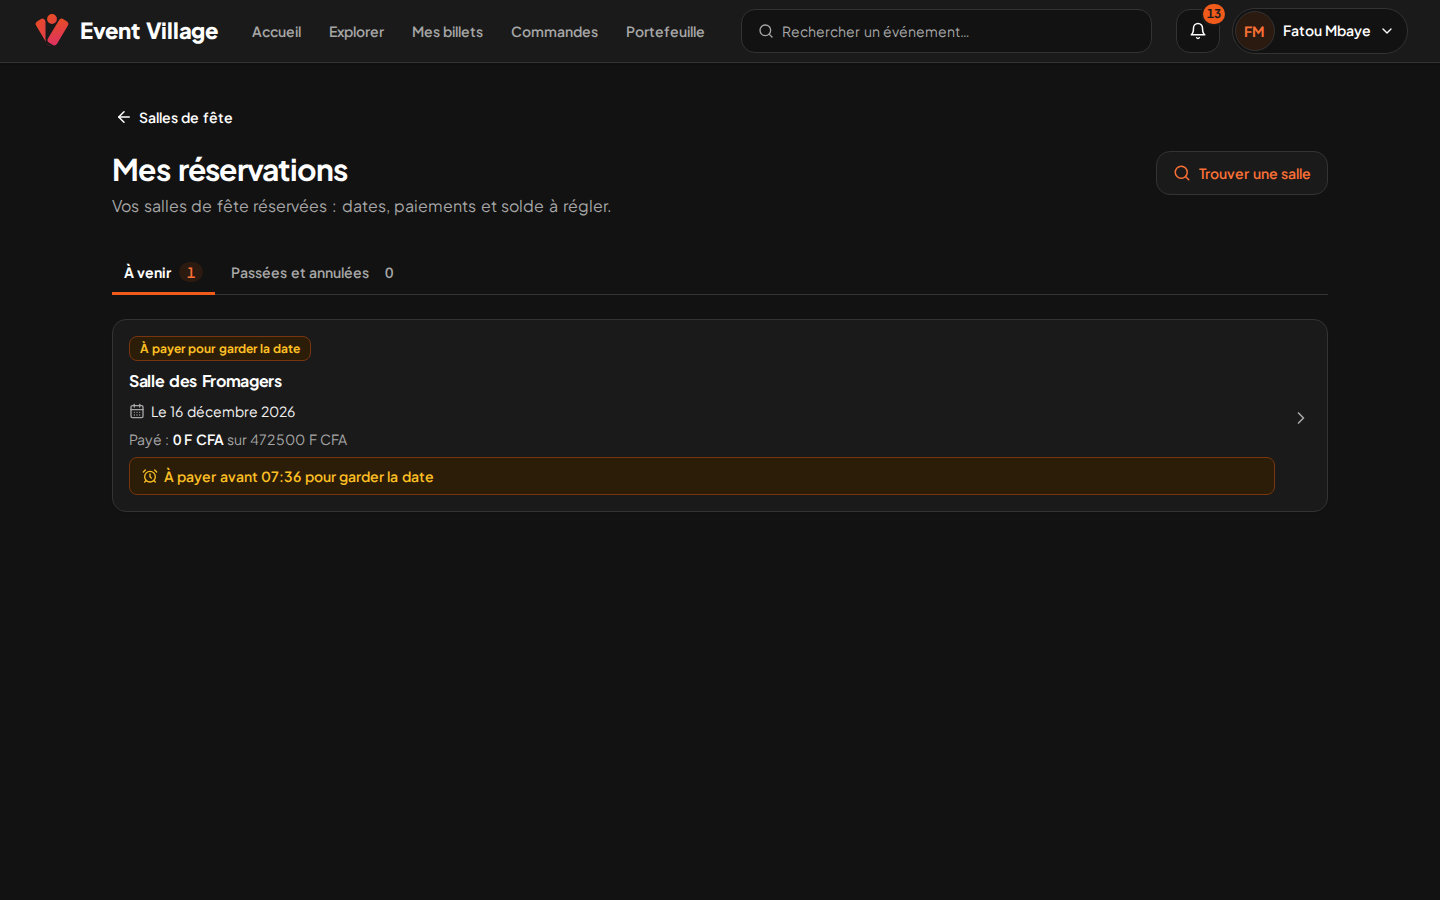 Event Village
Accueil
Explorer
Mes billets
Commandes
Portefeuille
Rechercher un événement...
13
FM
Fatou Mbaye
Salles de fête
Mes réservations
Trouver une salle
Vos salles de fête réservées : dates, paiements et solde à régler.
À venir 1
Passées et annulées 0
À payer pour garder la date
Salle des Fromagers
Le 16 décembre 2026
Payé : 0 F CFA sur 472500 F CFA
À payer avant 07:36 pour garder la date